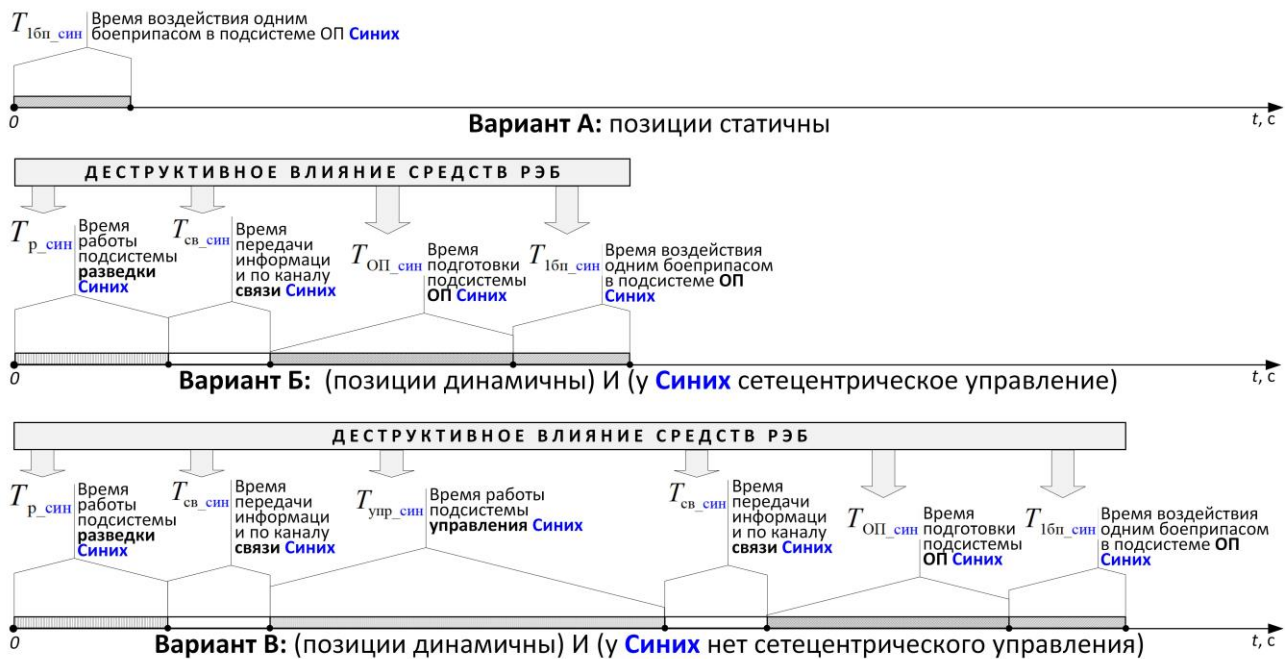 T1бп_син Время воздействия одним
боеприпасом в подсистеме ОП Синих
0
t, с
Вариант А: позиции статичны
ДЕСТРУКТИВНОЕ ВЛИЯНИЕ СРЕДСТВ РЭБ
Tр_син Время
работы
подсистемы
разведки
Синих
Tсв_син Время
передачи
информаци
и по каналу
связи Синих
TОП_син Время
подготовки
подсистемы
ОП Синих
T1бп_син Время воздействия
одним боеприпасом
в подсистеме ОП
Синих
0
t, с
Вариант Б: (позиции динамичны) И (у Синих сетецентрическое управление)
ДЕСТРУКТИВНОЕ ВЛИЯНИЕ СРЕДСТВ РЭБ
Tр_син Время
работы
подсистемы
разведки
Синих
Tсв_син Время
передачи
информаци
и по каналу
связи Синих
Tупр_син Время работы
подсистемы
управления Синих
Tсв_син Время
передачи
информаци
и по каналу
связи Синих
TОП_син Время
подготовки
подсистемы
ОП Синих
T1бп_син Время воздействия
одним боеприпасом
в подсистеме ОП
Синих
0
t, с
Вариант В: (позиции динамичны) И (у Синих нет сетецентрического управления)